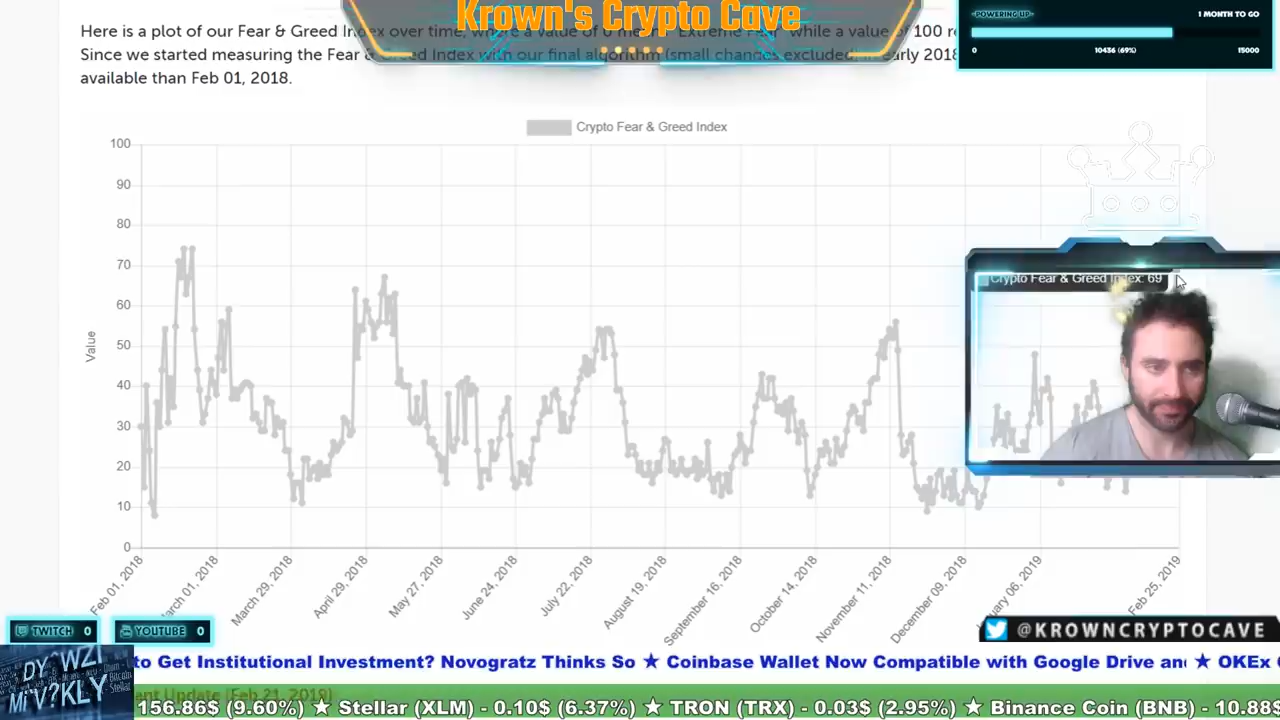 Krown's Crypto Cave
-POWERING UP-
1 MONTH TO GO
0
10436 (69%)
15000
Here is a plot of our Fear & Greed Index over time, where a value of 0 means "Extreme Fear" while a value of 100 re
Since we started measuring the Fear & Greed Index with our final algorithm (small changes excluded) in early 2018
available than Feb 01, 2018.
Crypto Fear & Greed Index
100
90
80
70
60
50
40
30
20
10
0
Value
Crypto Fear & Greed Index: 69
Feb 01, 2018
March 01, 2018
March 29, 2018
April 29, 2018
May 27, 2018
June 24, 2018
July 22, 2018
August 19, 2018
September 16, 2018
October 14, 2018
November 11, 2018
December 09, 2018
January 06, 2019
Feb 25, 2019
TWITCH 0
YOUTUBE 0
@KROWNCRYPTOCAVE
to Get Institutional Investment? Novogratz Thinks So ★ Coinbase Wallet Now Compatible with Google Drive an ★ OKEx
ant Update (Feb 21, 2019)
156.86$ (9.60%) ★ Stellar (XLM) - 0.10$ (6.37%) ★ TRON (TRX) - 0.03$ (2.95%) ★ Binance Coin (BNB) - 10.88$